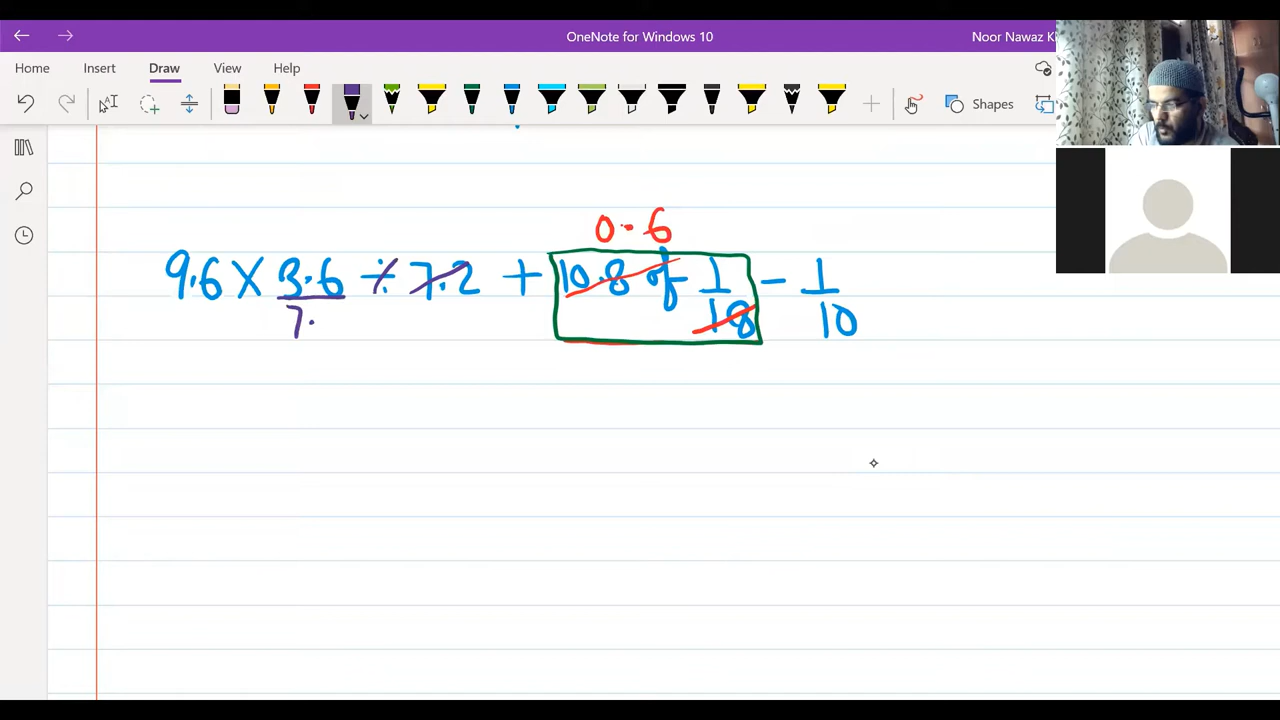 OneNote for Windows 10
Noor Nawaz K
Home Insert Draw View Help
Shapes
0.6
9.6 × 3.6 ÷ 7.2 + 10.8 of 1/18 - 1/10
7.